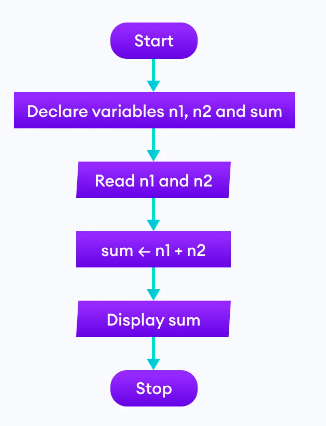 Start
Declare variables n1, n2 and sum
Read n1 and n2
sum ← n1 + n2
Display sum
Stop